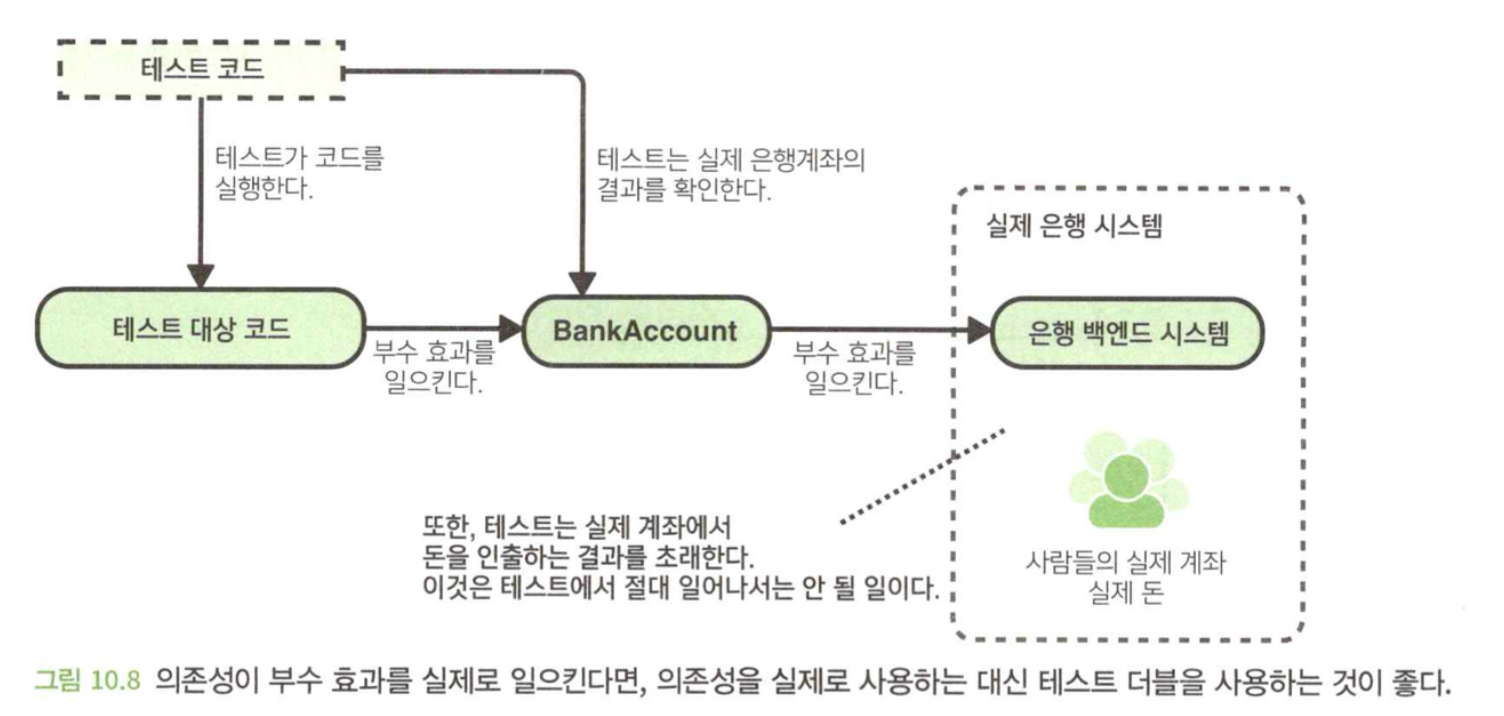 테스트 코드
테스트가 코드를
실행한다.
테스트는 실제 은행계좌의
결과를 확인한다.
실제 은행 시스템
테스트 대상 코드
부수 효과를
일으킨다.
BankAccount
부수 효과를
일으킨다.
은행 백엔드 시스템
또한, 테스트는 실제 계좌에서
돈을 인출하는 결과를 초래한다.
이것은 테스트에서 절대 일어나서는 안 될 일이다.
사람들의 실제 계좌
실제 돈
그림 10.8 의존성이 부수 효과를 실제로 일으킨다면, 의존성을 실제로 사용하는 대신 테스트 더블을 사용하는 것이 좋다.